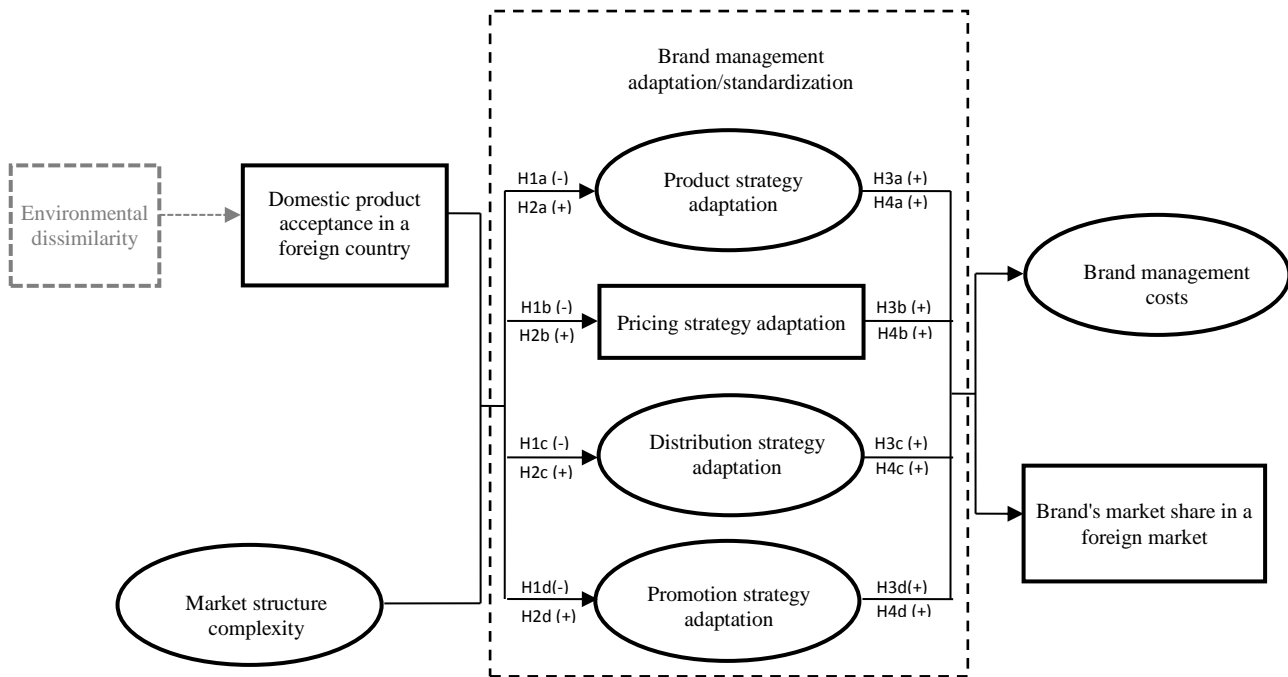 Brand management
adaptation/standardization
Environmental
dissimilarity
Domestic product
acceptance in a
foreign country
Market structure
complexity
H1a (-)
H2a (+)
Product strategy
adaptation
H3a (+)
H4a (+)
H1b (-)
H2b (+)
Pricing strategy adaptation
H3b (+)
H4b (+)
H1c (-)
H2c (+)
Distribution strategy
adaptation
H3c (+)
H4c (+)
H1d(-)
H2d (+)
Promotion strategy
adaptation
H3d(+)
H4d (+)
Brand management
costs
Brand's market share in a
foreign market